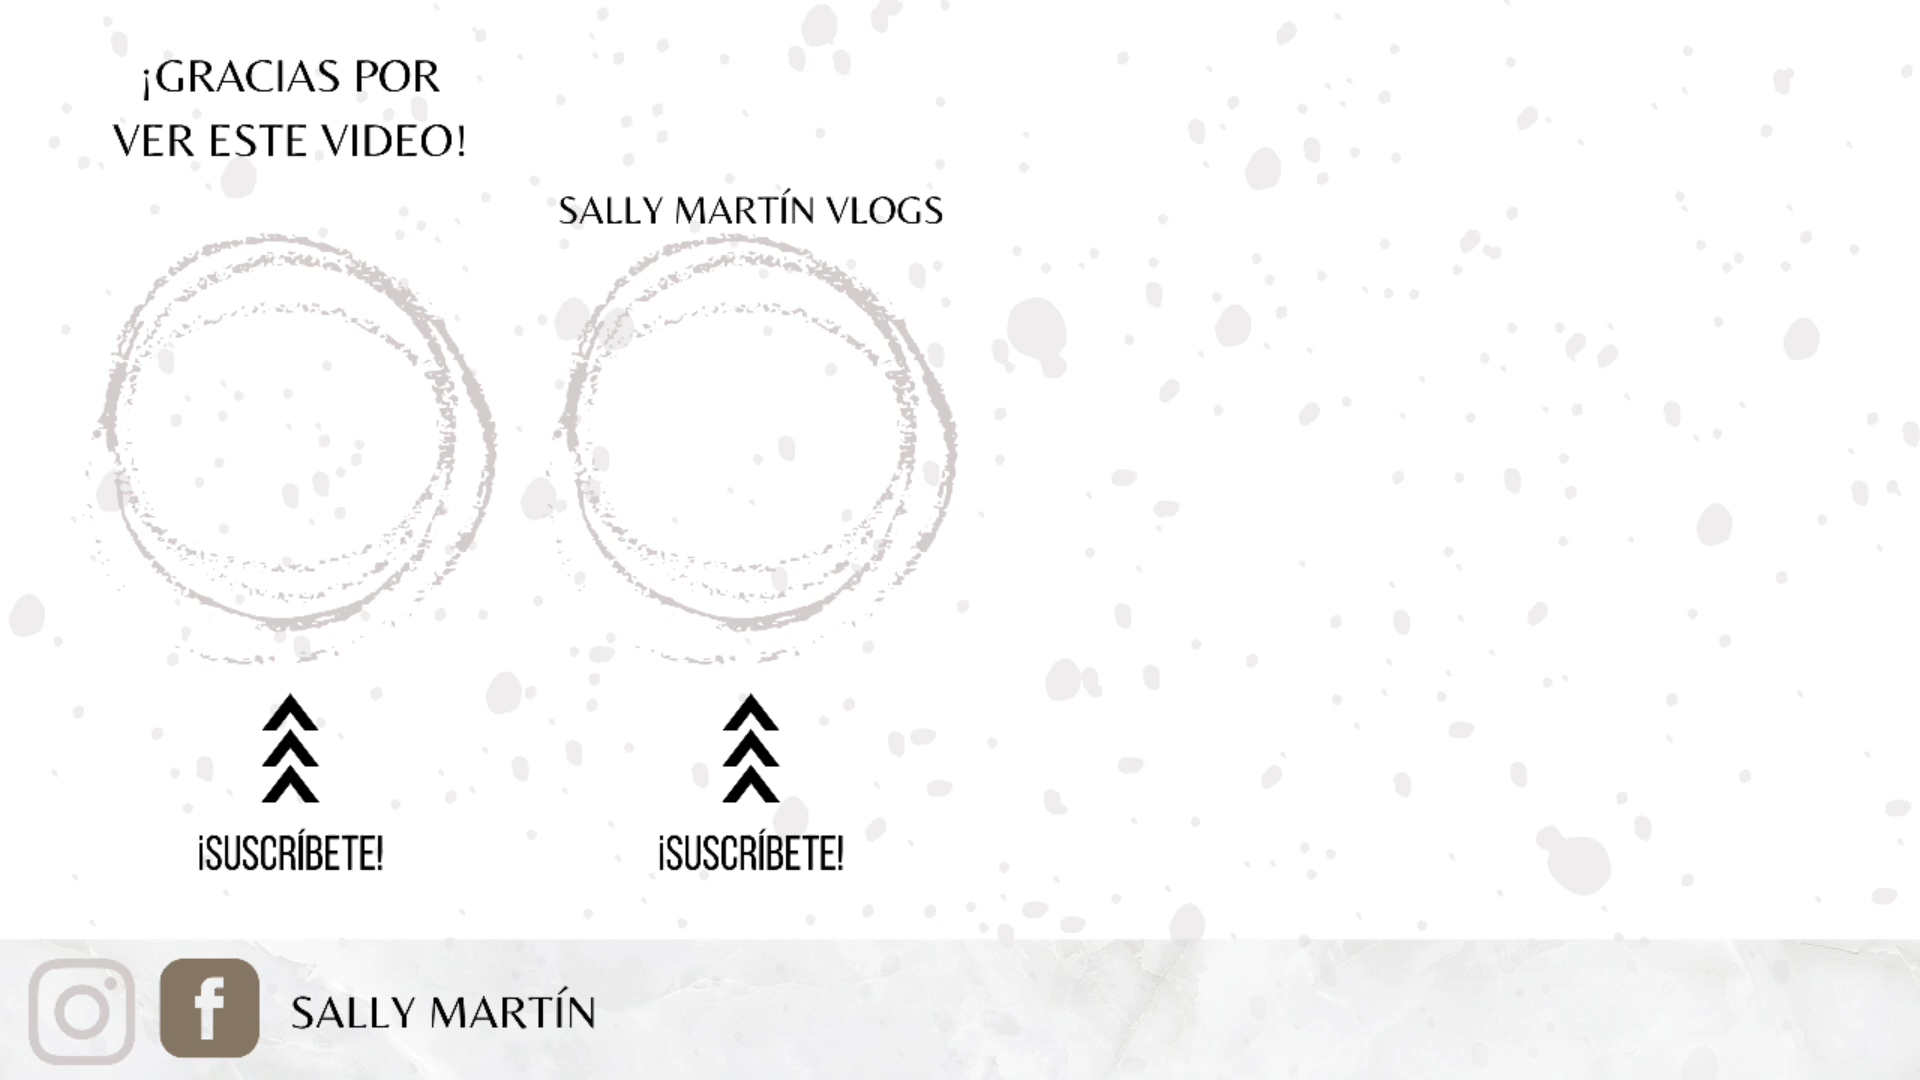 ¡GRACIAS POR
VER ESTE VIDEO!
SALLY MARTÍN VLOGS
¡SUSCRÍBETE!
¡SUSCRÍBETE!
SALLY MARTÍN